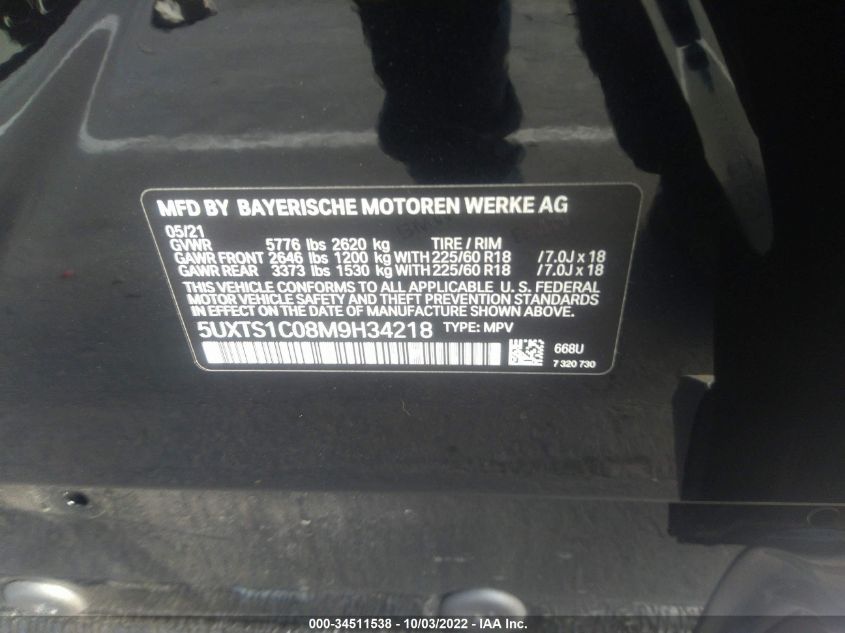 MFD BY BAYERISCHE MOTOREN WERKE AG
05/21
GVWR 5776 lbs 2620 kg TIRE / RIM
GAWR FRONT 2646 lbs 1200 kg WITH 225/60 R18 / 7.0J x 18
GAWR REAR 3373 lbs 1530 kg WITH 225/60 R18 / 7.0J x 18
THIS VEHICLE CONFORMS TO ALL APPLICABLE U. S. FEDERAL
MOTOR VEHICLE SAFETY AND THEFT PREVENTION STANDARDS
IN EFFECT ON THE DATE OF MANUFACTURE SHOWN ABOVE.
5UXTS1C08M9H34218 TYPE: MPV
668U
7 320 730
000-34511538 - 10/03/2022 - IAA Inc.